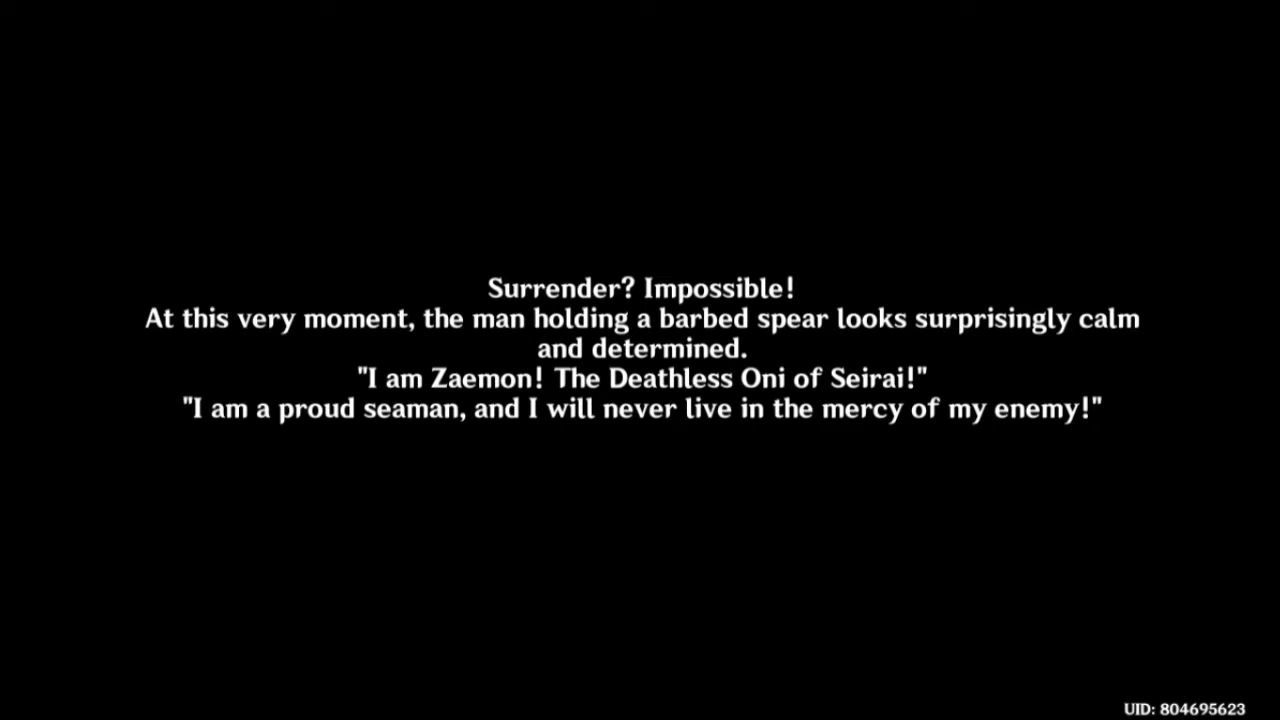 Surrender? Impossible!
At this very moment, the man holding a barbed spear looks surprisingly calm
and determined.
"I am Zaemon! The Deathless Oni of Seirai!"
"I am a proud seaman, and I will never live in the mercy of my enemy!"
UID: 804695623